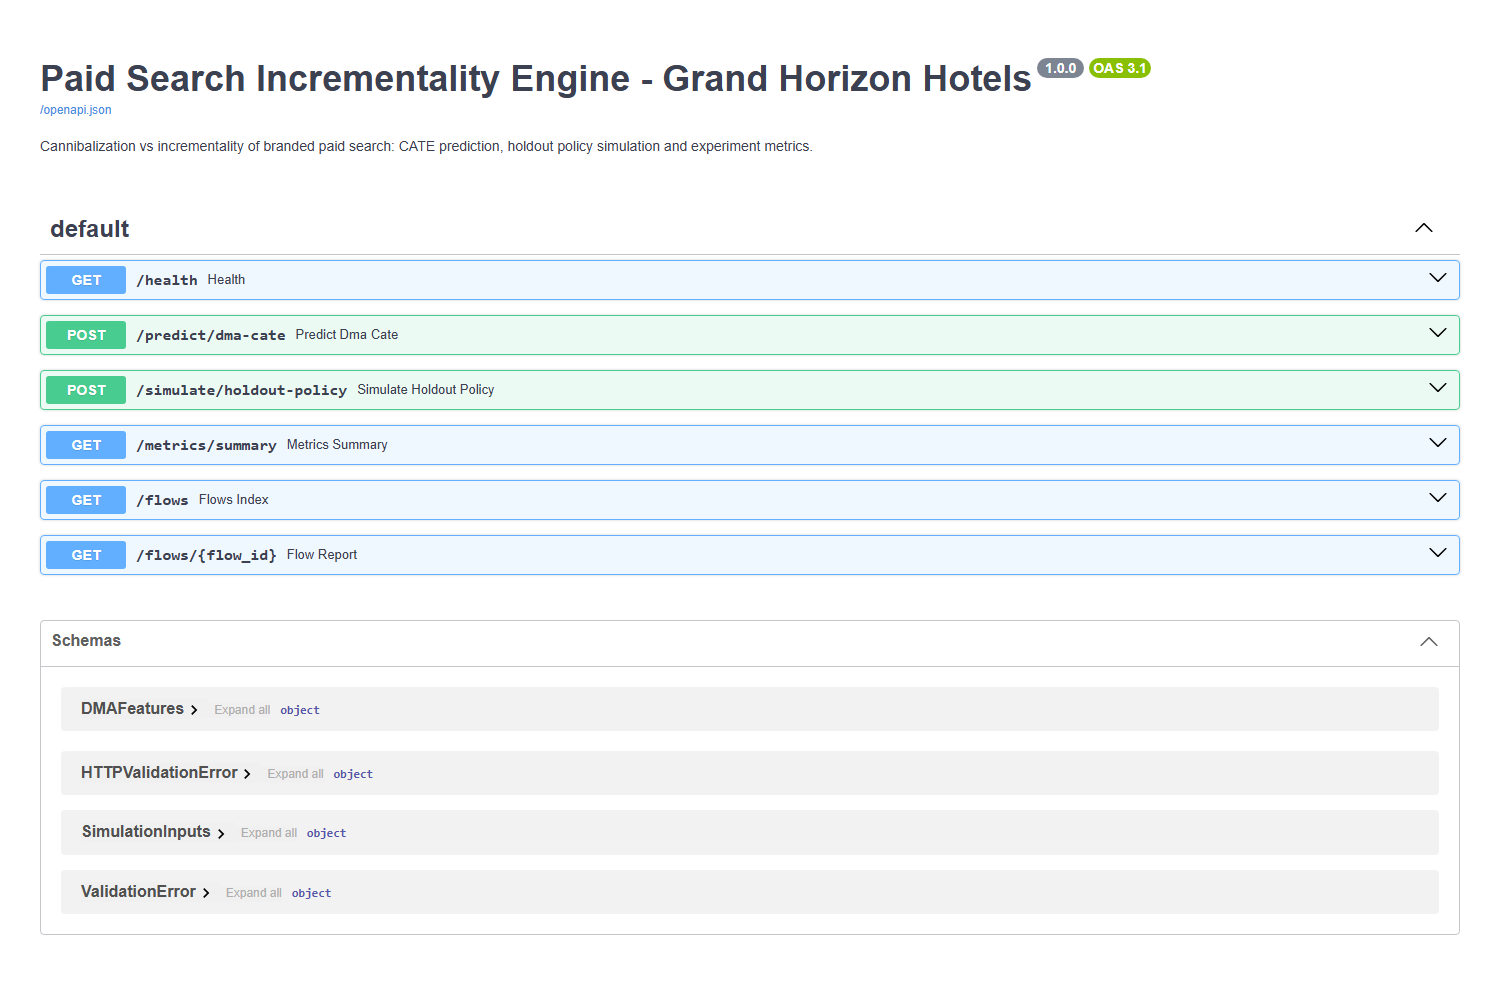 Paid Search Incrementality Engine - Grand Horizon Hotels 1.0.0 OAS 3.1
/openapi.json
Cannibalization vs incrementality of branded paid search: CATE prediction, holdout policy simulation and experiment metrics.
default
GET /health Health
POST /predict/dma-cate Predict Dma Cate
POST /simulate/holdout-policy Simulate Holdout Policy
GET /metrics/summary Metrics Summary
GET /flows Flows Index
GET /flows/{flow_id} Flow Report
Schemas
DMAFeatures Expand all object
HTTPValidationError Expand all object
SimulationInputs Expand all object
ValidationError Expand all object